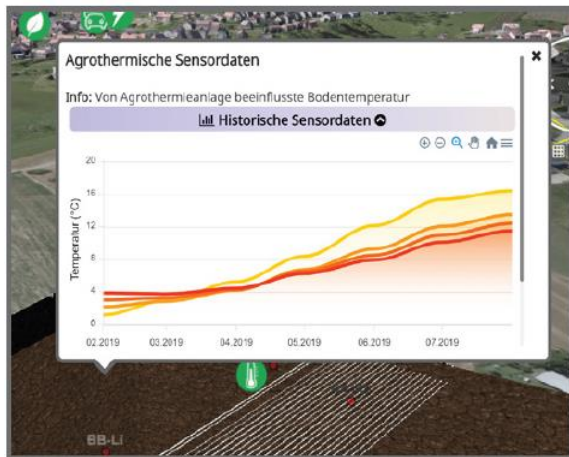 Agrothermische Sensordaten
Info: Von Agrothermieanlage beeinflusste Bodentemperatur
Historische Sensordaten
Temperatur (°C)
20
16
12
8
4
0
02.2019 03.2019 04.2019 05.2019 06.2019 07.2019
BB-Li